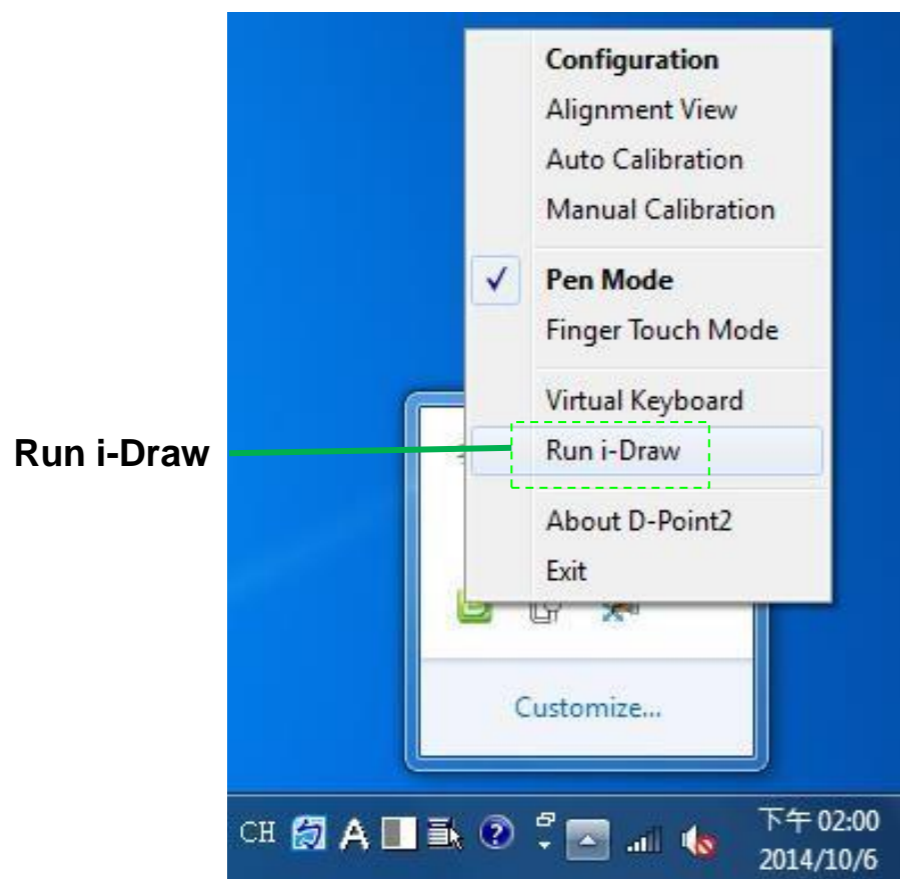 Configuration
Alignment View
Auto Calibration
Manual Calibration
Pen Mode
Finger Touch Mode
Virtual Keyboard
Run i-Draw
Run i-Draw
About D-Point2
Exit
Customize...
CH A ?
下午 02:00
2014/10/6